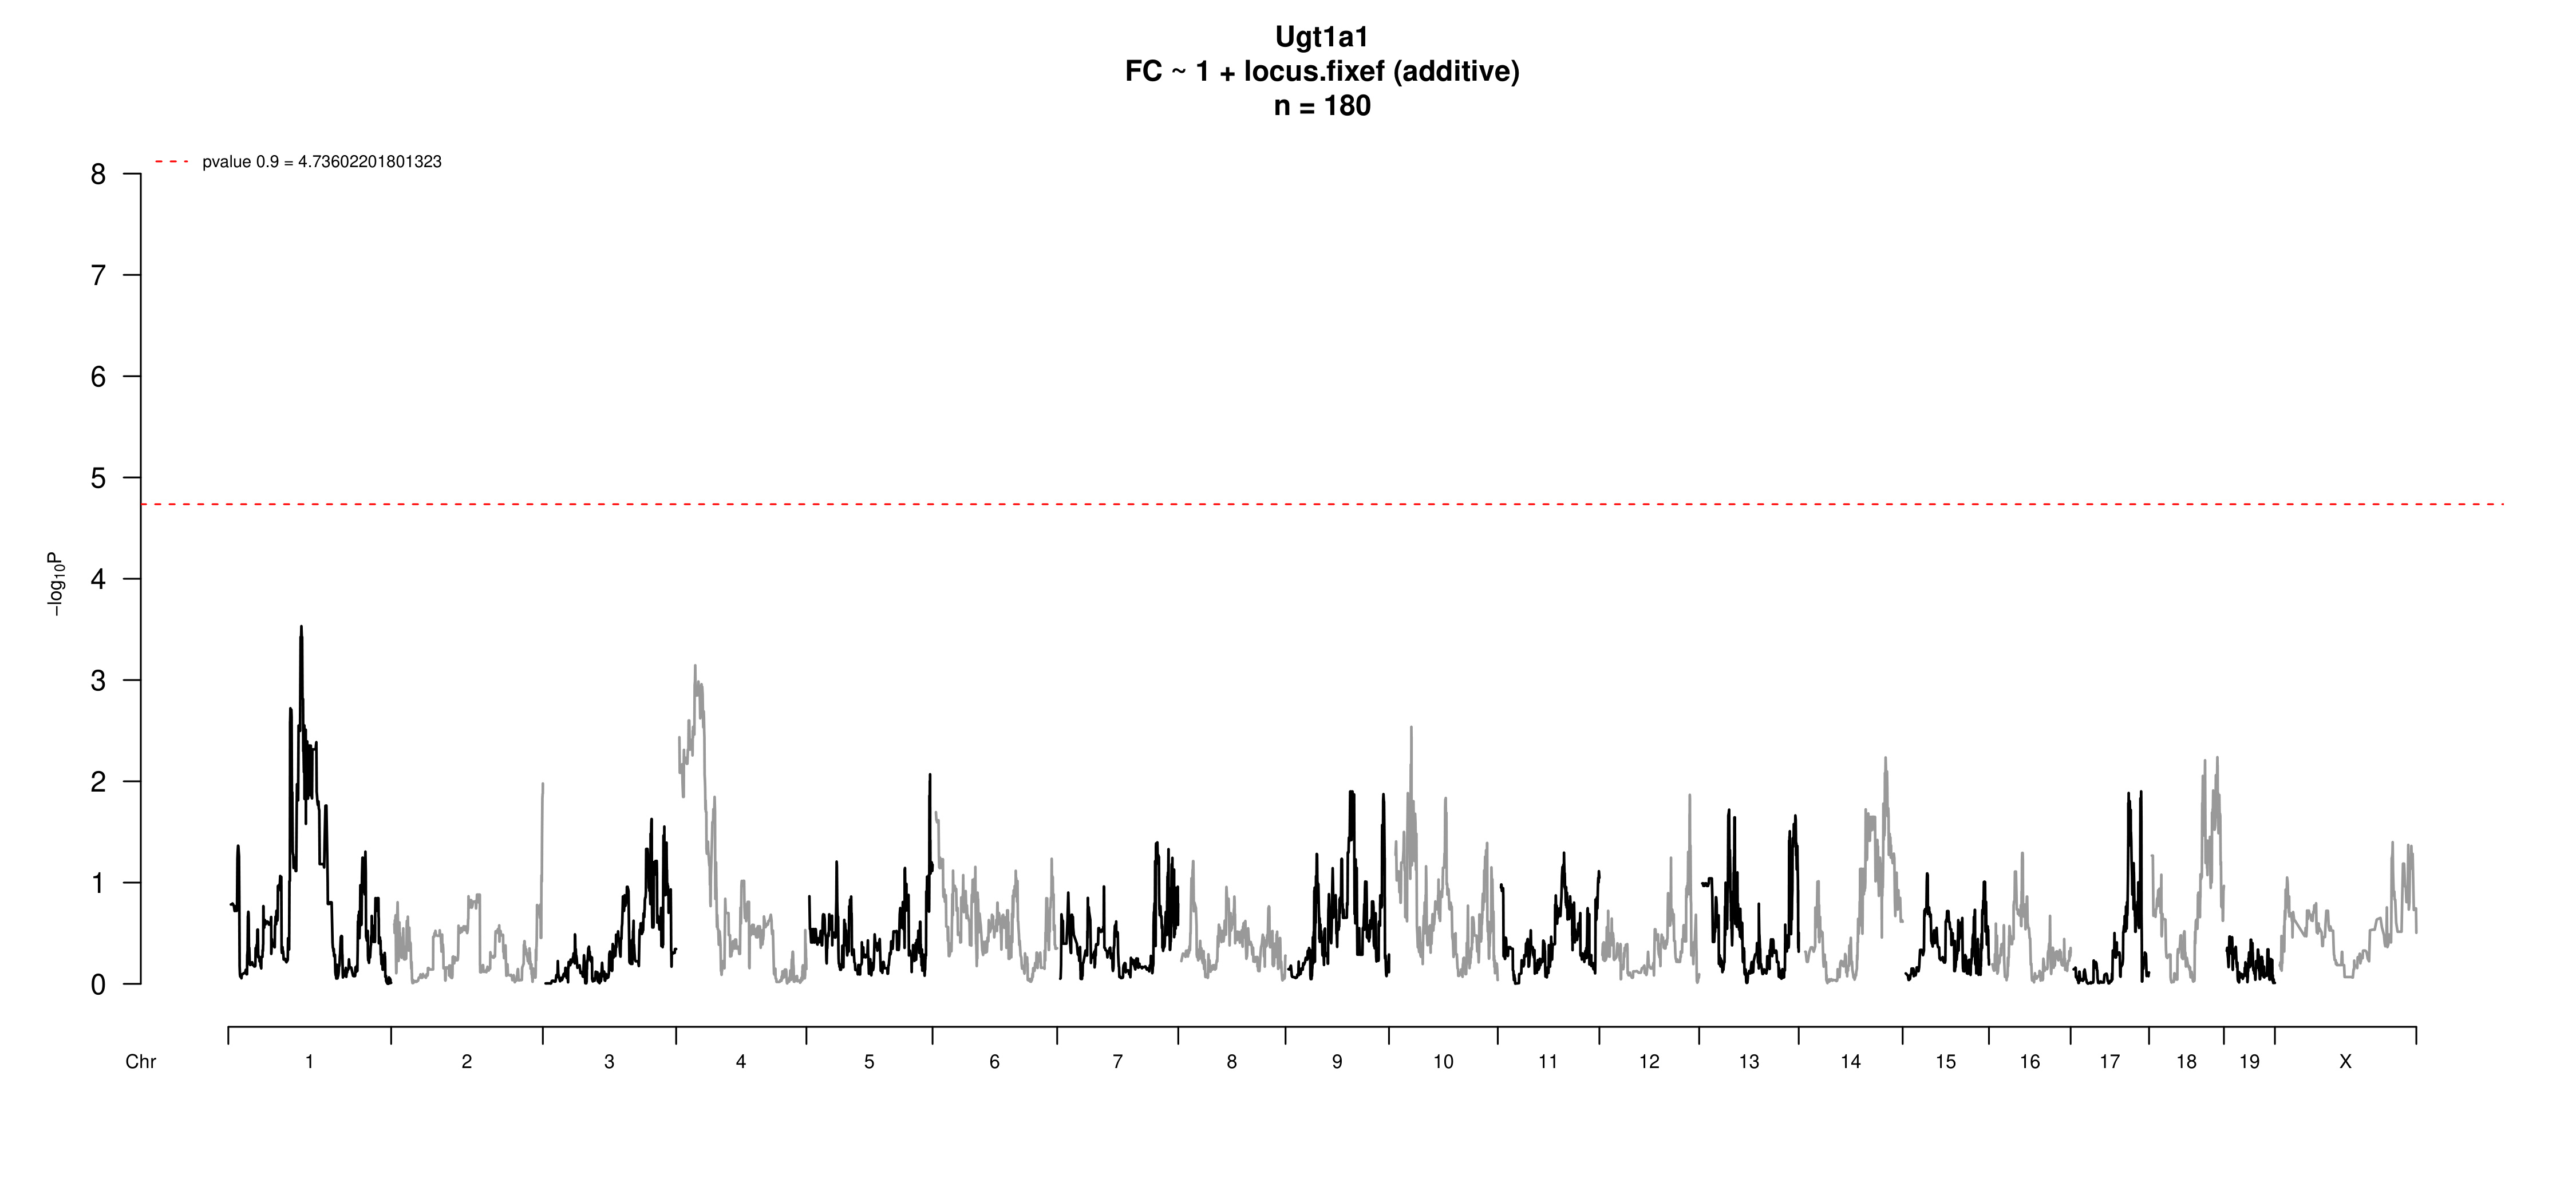 Ugt1a1
FC ~ 1 + locus.fixef (additive)
n = 180
pvalue 0.9 = 4.73602201801323
8
7
6
5
4
3
2
1
0
−log10P
Chr 1 2 3 4 5 6 7 8 9 10 11 12 13 14 15 16 17 18 19 X